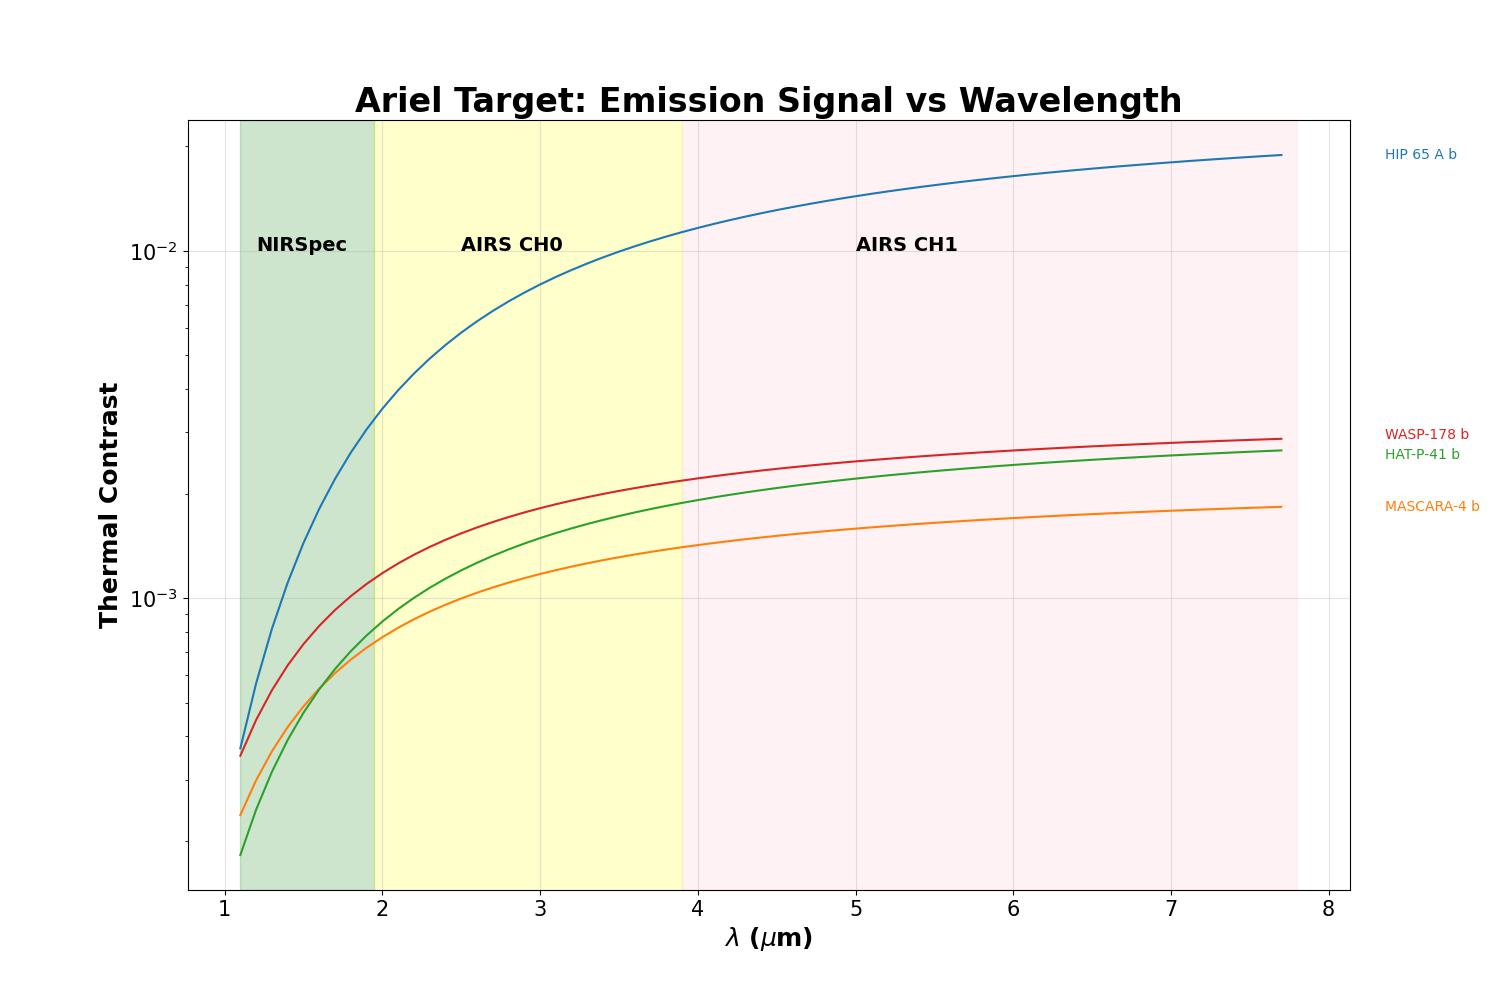 Ariel Target: Emission Signal vs Wavelength
HIP 65 A b
NIRSpec
AIRS CH0
AIRS CH1
10⁻²
Thermal Contrast
WASP-178 b
HAT-P-41 b
MASCARA-4 b
10⁻³
1 2 3 4 5 6 7 8
λ (μm)